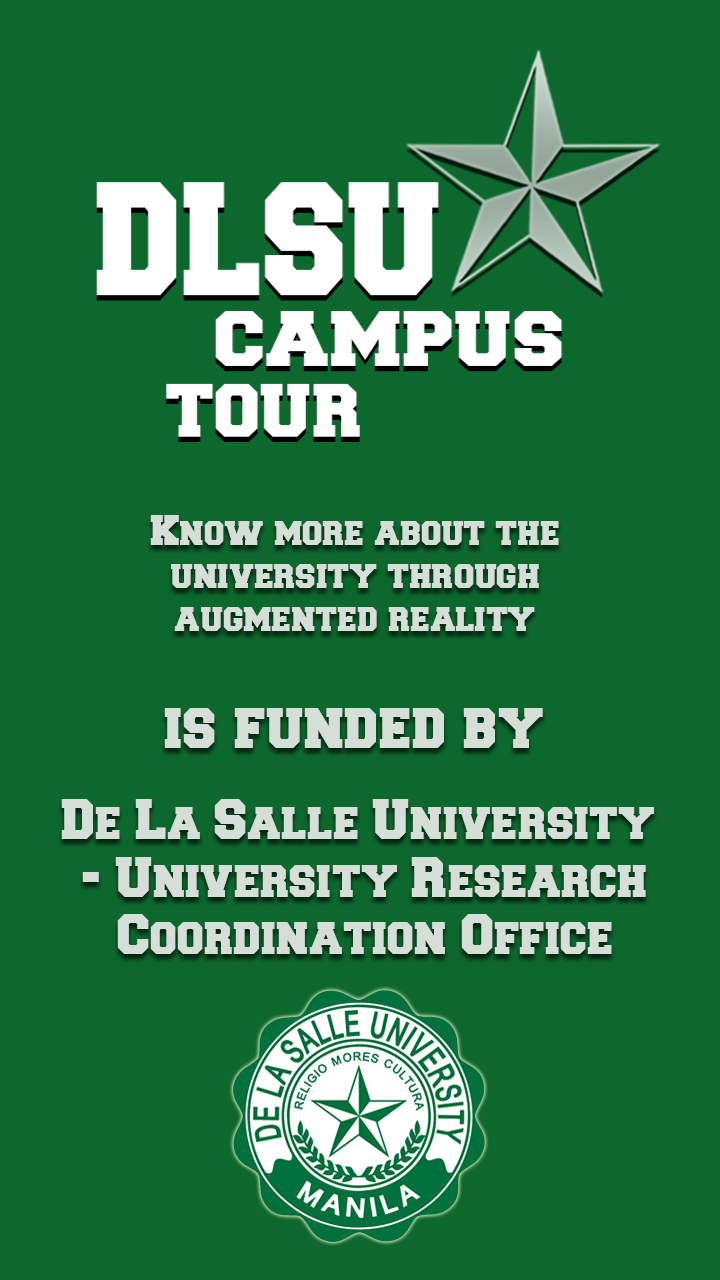 DLSU
CAMPUS
TOUR
Know more about the
university through
augmented reality
is funded by
De La Salle University
- University Research
Coordination Office
DE LA SALLE UNIVERSITY
RELIGIO MORES CULTURA
MANILA